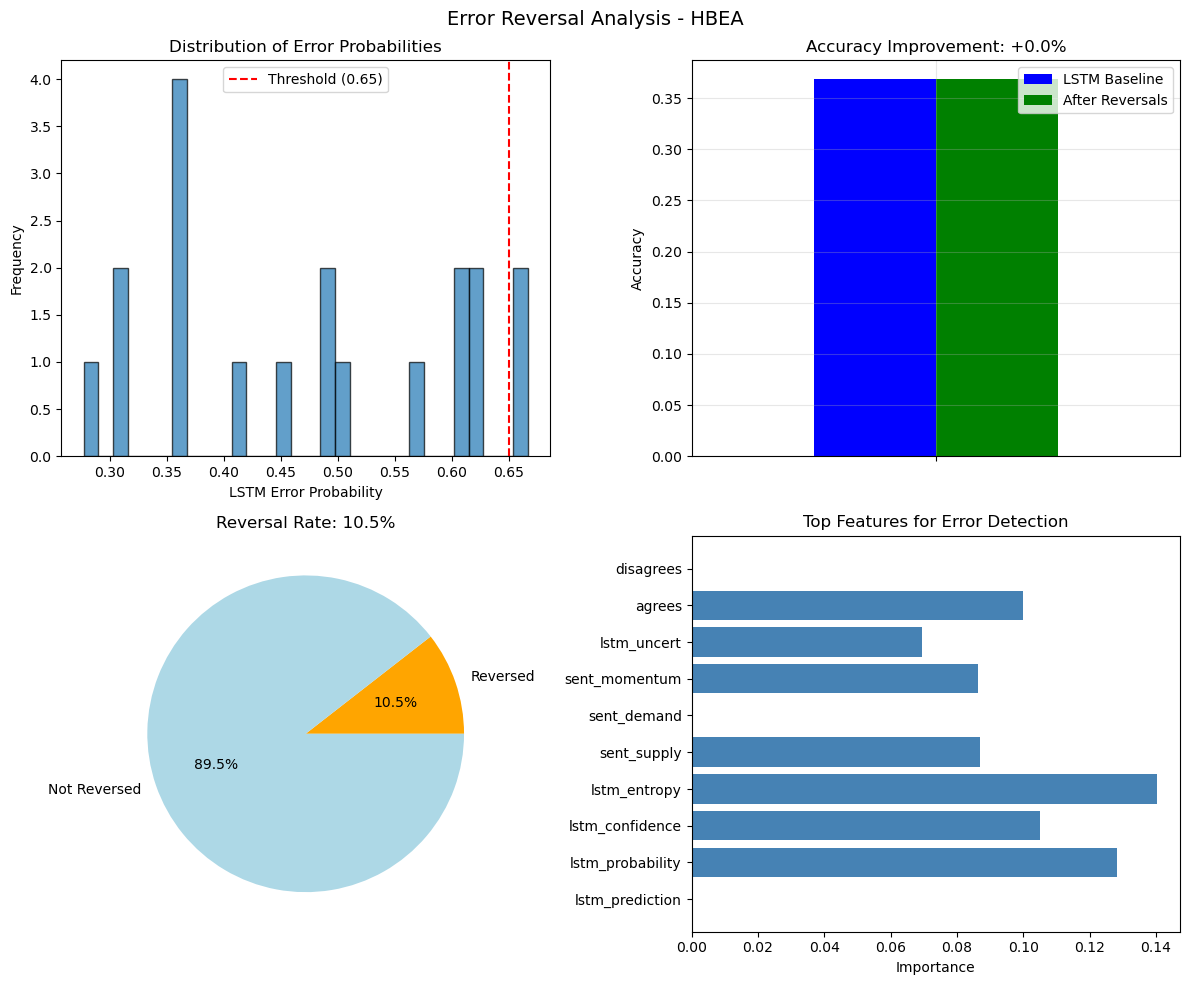 Error Reversal Analysis - HBEA
Distribution of Error Probabilities
Threshold (0.65)
Frequency
4.0
3.5
3.0
2.5
2.0
1.5
1.0
0.5
0.0
0.30 0.35 0.40 0.45 0.50 0.55 0.60 0.65
LSTM Error Probability
Accuracy Improvement: +0.0%
LSTM Baseline
After Reversals
Accuracy
0.35
0.30
0.25
0.20
0.15
0.10
0.05
0.00
Reversal Rate: 10.5%
Reversed
10.5%
89.5%
Not Reversed
Top Features for Error Detection
disagrees
agrees
lstm_uncert
sent_momentum
sent_demand
sent_supply
lstm_entropy
lstm_confidence
lstm_probability
lstm_prediction
0.00 0.02 0.04 0.06 0.08 0.10 0.12 0.14
Importance